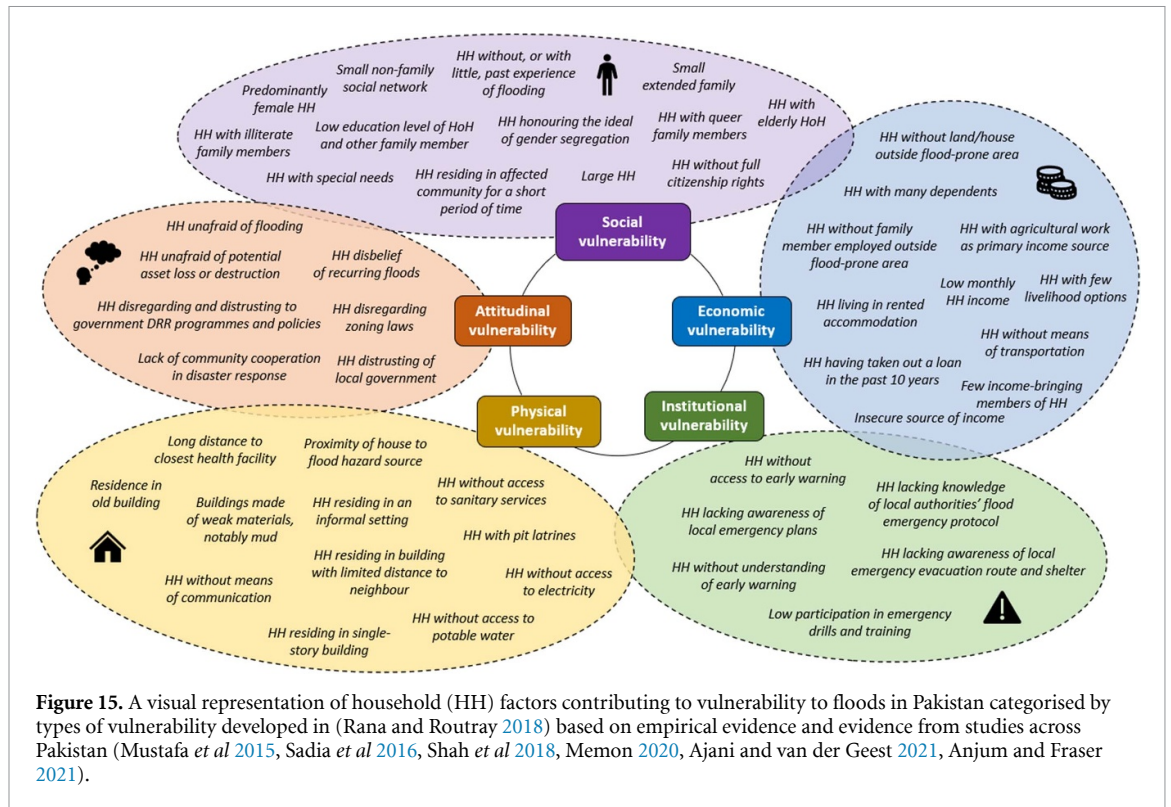 Predominantly
female HH
Small non-family
social network
HH without, or with
little, past experience
of flooding
Small
extended family
HH with
elderly HoH
HH with illiterate
family members
Low education level of HoH
and other family member
HH honouring the ideal
of gender segregation
HH with queer
family members
HH with special needs
HH residing in affected
community for a short
period of time
Large HH
HH without full
citizenship rights
Social
vulnerability
HH without land/house
outside flood-prone area
HH with many dependents
HH without family
member employed outside
flood-prone area
HH with agricultural work
as primary income source
Low monthly
HH income
HH with few
livelihood options
HH living in rented
accommodation
HH without means
of transportation
HH having taken out a loan
in the past 10 years
Few income-bringing
members of HH
Insecure source of income
Economic
vulnerability
HH unafraid of flooding
HH unafraid of potential
asset loss or destruction
HH disbelief
of recurring floods
HH disregarding and distrusting to
government DRR programmes and policies
HH disregarding
zoning laws
Lack of community cooperation
in disaster response
HH distrusting of
local government
Attitudinal
vulnerability
Physical
vulnerability
Institutional
vulnerability
Long distance to
closest health facility
Proximity of house to
flood hazard source
Residence in
old building
Buildings made
of weak materials,
notably mud
HH residing in an
informal setting
HH without access
to sanitary services
HH with pit latrines
HH without means
of communication
HH residing in building
with limited distance to
neighbour
HH without access
to electricity
HH residing in single-
story building
HH without access to
potable water
HH without
access to early warning
HH lacking knowledge
of local authorities' flood
emergency protocol
HH lacking awareness of
local emergency plans
HH without understanding
of early warning
HH lacking awareness of local
emergency evacuation route and shelter
Low participation in emergency
drills and training
Figure 15. A visual representation of household (HH) factors contributing to vulnerability to floods in Pakistan categorised by
types of vulnerability developed in (Rana and Routray 2018) based on empirical evidence and evidence from studies across
Pakistan (Mustafa et al 2015, Sadia et al 2016, Shah et al 2018, Memon 2020, Ajani and van der Geest 2021, Anjum and Fraser
2021).